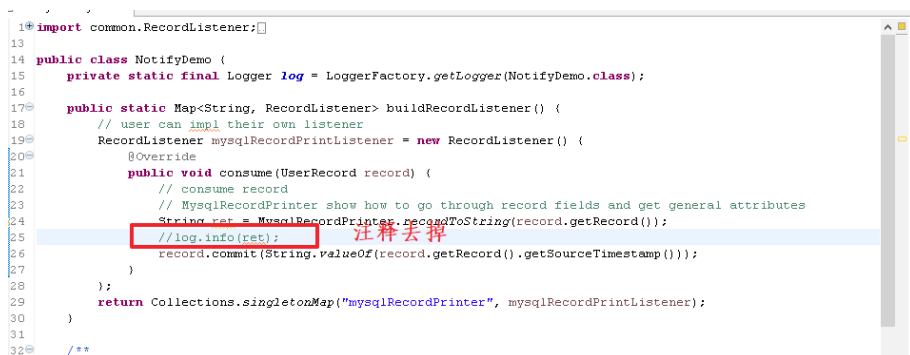 1 import common.RecordListener;
13
14 public class NotifyDemo {
15 private static final Logger log = LoggerFactory.getLogger(NotifyDemo.class);
16
17 public static Map<String, RecordListener> buildRecordListener() {
18 // user can impl their own listener
19 RecordListener mysqlRecordPrintListener = new RecordListener() {
20 @Override
21 public void consume(UserRecord record) {
22 // consume record
23 // MysqlRecordPrinter show how to go through record fields and get general attributes
24 String ret = MysqlRecordPrinter.recordToString(record.getRecord());
25 //log.info(ret); 注释去掉
26 record.commit(String.valueOf(record.getRecord().getSourceTimestamp()));
27 }
28 };
29 return Collections.singletonMap("mysqlRecordPrinter", mysqlRecordPrintListener);
30 }
31
32 /**